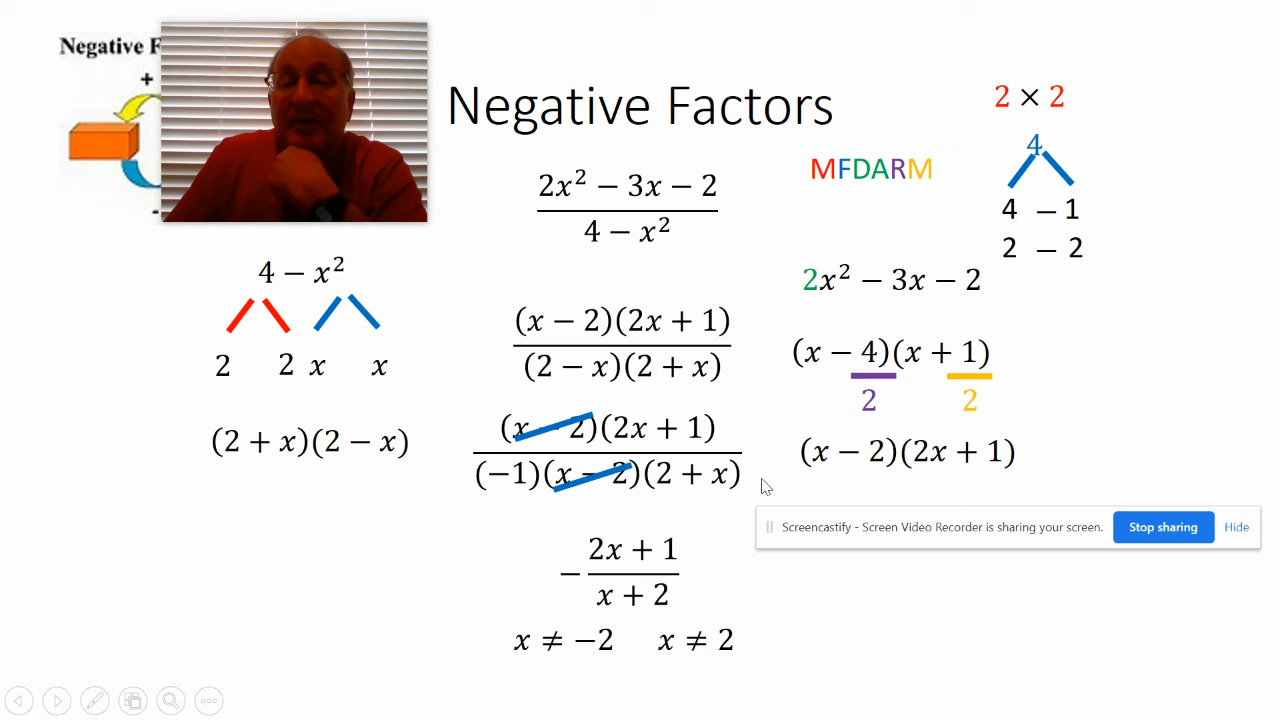 Negative F
+
-
Negative Factors
MFDARM
2 × 2
4
4 − 1
2 − 2
(2x² − 3x − 2)/(4 − x²)
4 − x²
2 2 x x
(2 + x)(2 − x)
((x − 2)(2x + 1))/((2 − x)(2 + x))
((x − 2)(2x + 1))/((−1)(x − 2)(2 + x))
−(2x + 1)/(x + 2)
x ≠ −2 x ≠ 2
2x² − 3x − 2
(x − 4)(x + 1)
2 2
(x − 2)(2x + 1)
Screencastify - Screen Video Recorder is sharing your screen. Stop sharing Hide